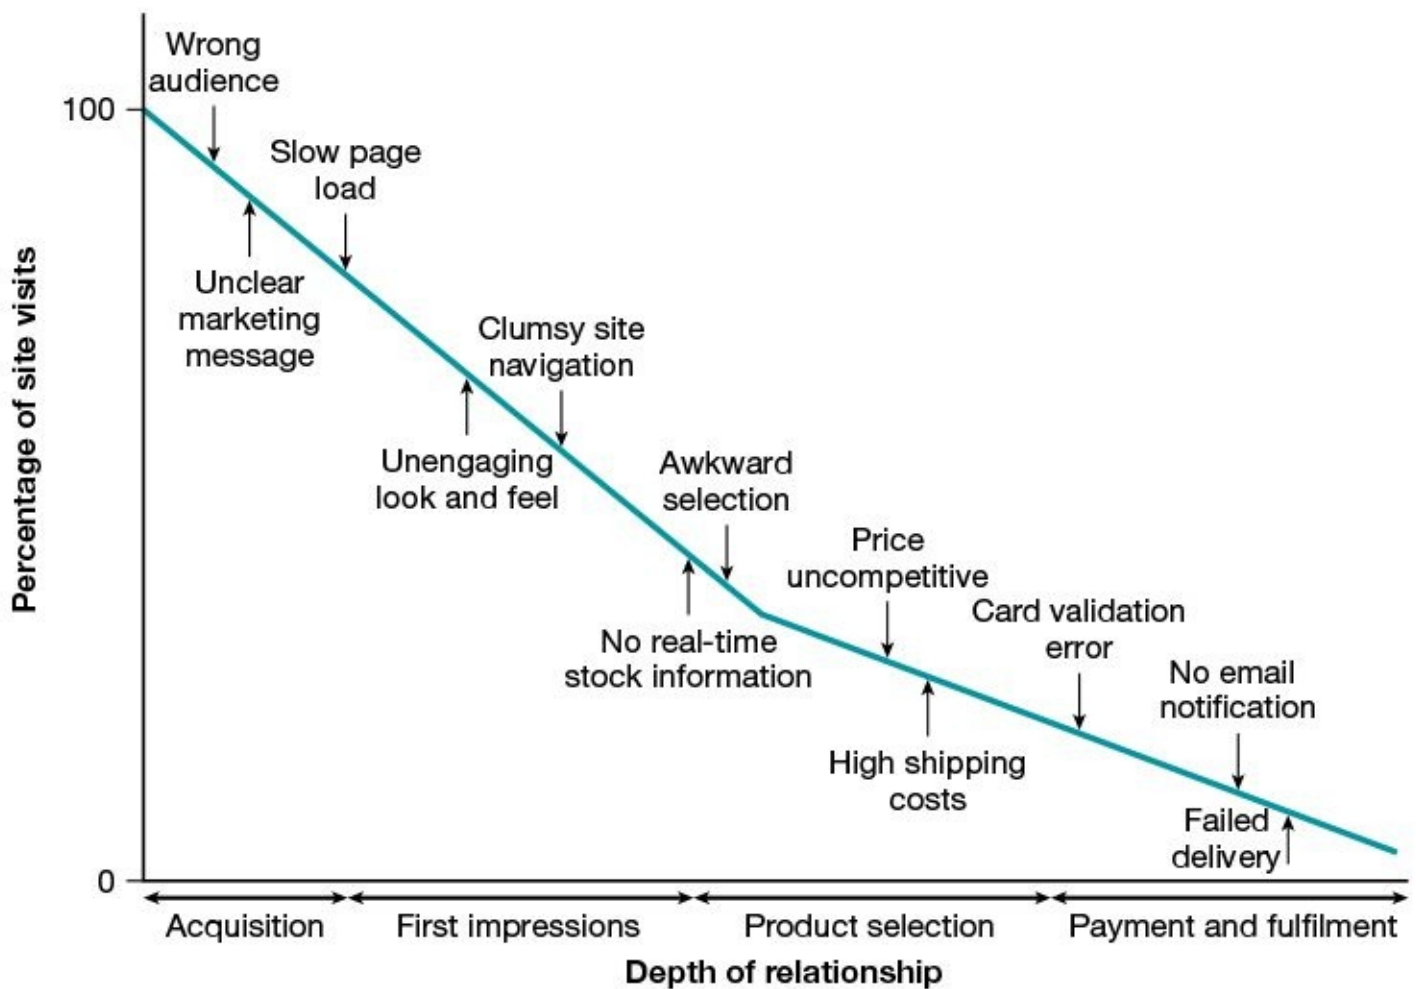 Wrong
audience
100
Slow page
load
Unclear
marketing
message
Clumsy site
navigation
Unengaging
look and feel
Awkward
selection
No real-time
stock information
Price
uncompetitive
High shipping
costs
Card validation
error
No email
notification
Failed
delivery
0
Percentage of site visits
Acquisition
First impressions
Product selection
Payment and fulfilment
Depth of relationship